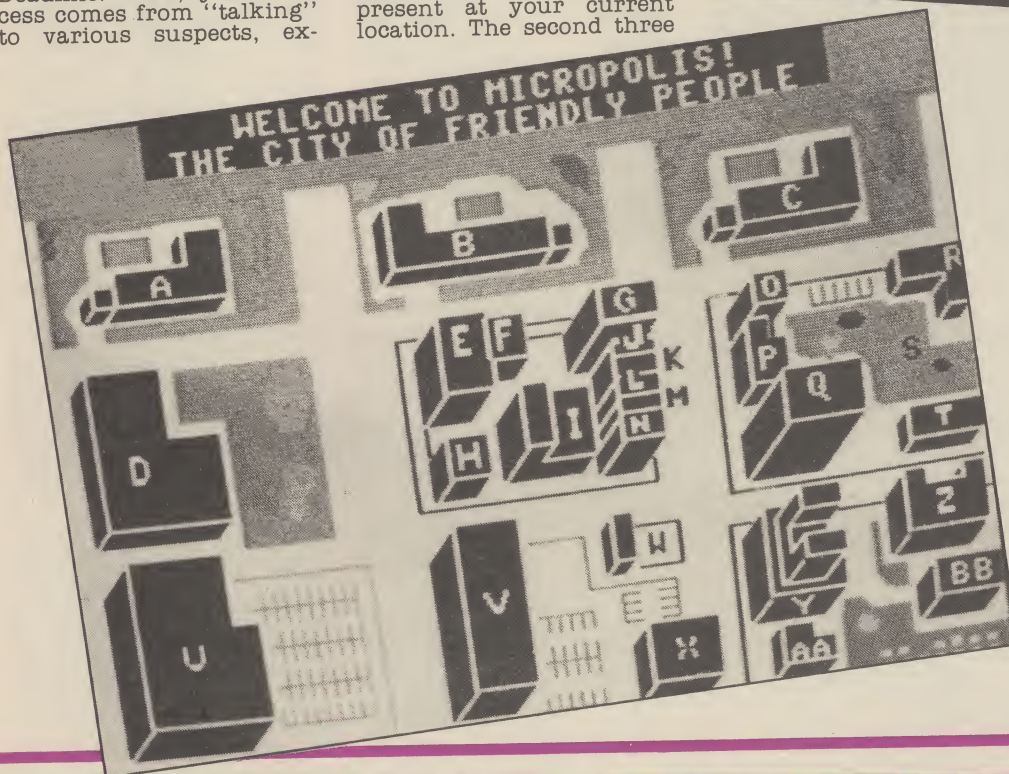 cess comes from “talking”
to various suspects, ex-
present at your current
location. The second three
WELCOME TO MICROPOLIS!
THE CITY OF FRIENDLY PEOPLE
A
B
C
D
E
F
G
H
I
J
K
L
M
N
O
P
Q
R
S
T
U
V
W
X
Y
Z
AA
BB